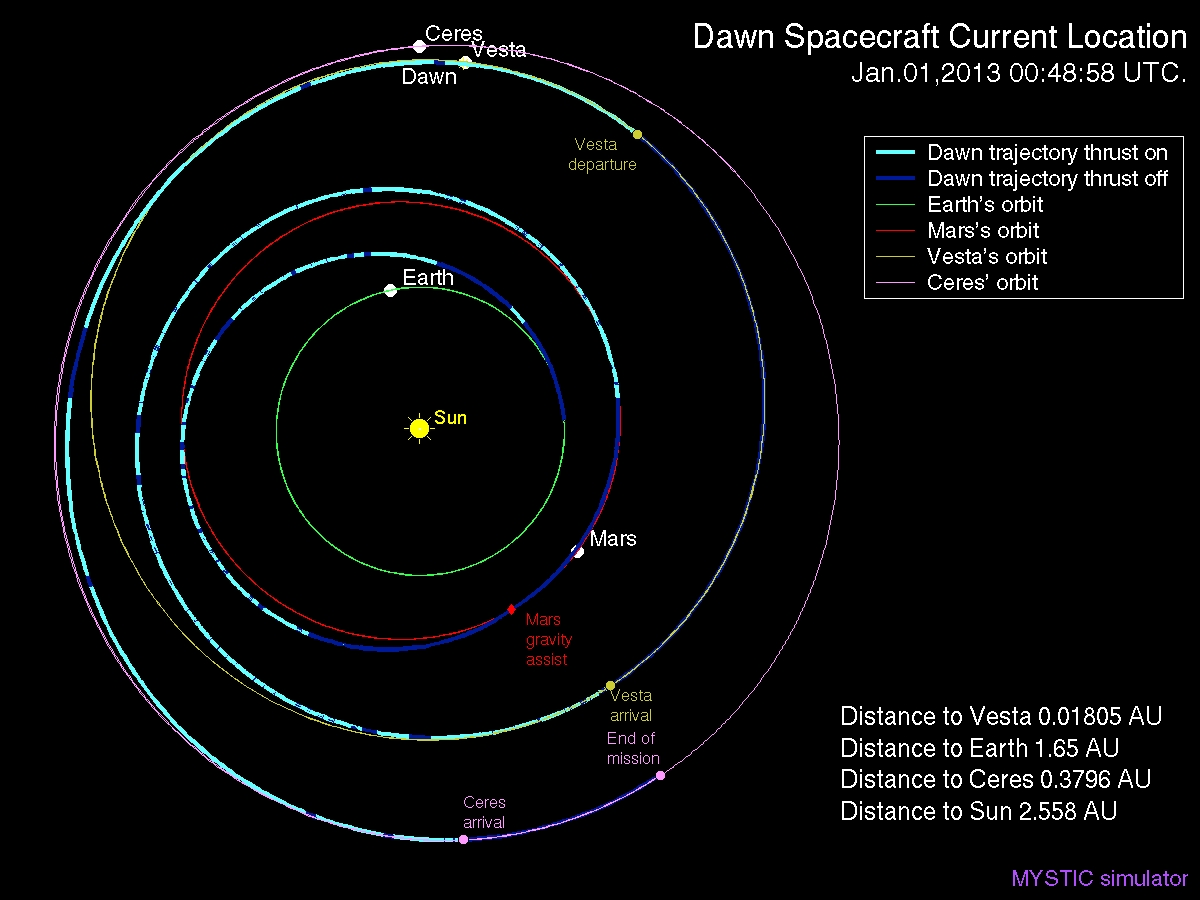 Dawn Spacecraft Current Location
Jan.01,2013 00:48:58 UTC.
Ceres
Vesta
Dawn
Vesta
departure
Dawn trajectory thrust on
Dawn trajectory thrust off
Earth's orbit
Mars's orbit
Vesta's orbit
Ceres' orbit
Earth
Sun
Mars
Mars
gravity
assist
Vesta
arrival
End of
mission
Ceres
arrival
Distance to Vesta 0.01805 AU
Distance to Earth 1.65 AU
Distance to Ceres 0.3796 AU
Distance to Sun 2.558 AU
MYSTIC simulator